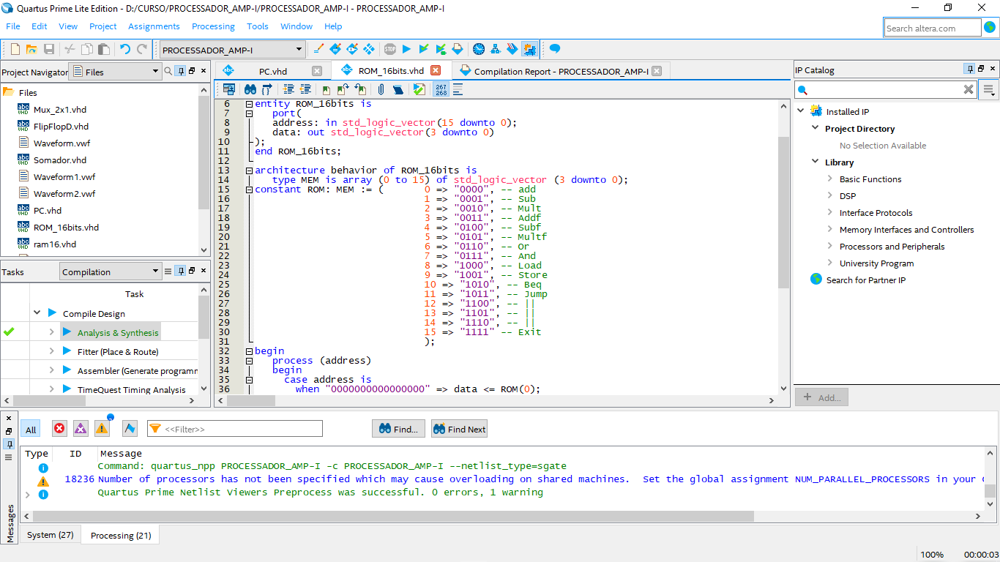 Quartus Prime Lite Edition - D:/CURSO/PROCESSADOR_AMP-I/PROCESSADOR_AMP-I - PROCESSADOR_AMP-I
File Edit View Project Assignments Processing Tools Window Help
Search altera.com
PROCESSADOR_AMP-I
STOP
Project Navigator Files
Files
Mux_2x1.vhd
FlipFlopD.vhd
Waveform.vwf
Somador.vhd
Waveform1.vwf
Waveform2.vwf
PC.vhd
ROM_16bits.vhd
ram16.vhd
Tasks Compilation
Task
Compile Design
Analysis & Synthesis
Fitter (Place & Route)
Assembler (Generate programm
TimeQuest Timing Analysis
PC.vhd ROM_16bits.vhd Compilation Report - PROCESSADOR_AMP-I
267
268
6 entity ROM_16bits is
7 port(
8 address: in std_logic_vector(15 downto 0);
9 data: out std_logic_vector(3 downto 0)
10 );
11 end ROM_16bits;
12
13 architecture behavior of ROM_16bits is
14 type MEM is array (0 to 15) of std_logic_vector (3 downto 0);
15 constant ROM: MEM := ( 0 => "0000", -- add
16 1 => "0001", -- Sub
17 2 => "0010", -- Mult
18 3 => "0011", -- Addf
19 4 => "0100", -- Subf
20 5 => "0101", -- Multf
21 6 => "0110", -- Or
22 7 => "0111", -- And
23 8 => "1000", -- Load
24 9 => "1001", -- Store
25 10 => "1010", -- Beq
26 11 => "1011", -- Jump
27 12 => "1100", -- ||
28 13 => "1101", -- ||
29 14 => "1110", -- ||
30 15 => "1111" -- Exit
31 );
32 begin
33 process (address)
34 begin
35 case address is
36 when "0000000000000000" => data <= ROM(0);
IP Catalog
Installed IP
Project Directory
No Selection Available
Library
Basic Functions
DSP
Interface Protocols
Memory Interfaces and Controllers
Processors and Peripherals
University Program
Search for Partner IP
+ Add...
All <<Filter>> Find... Find Next
Type ID Message
Command: quartus_npp PROCESSADOR_AMP-I -c PROCESSADOR_AMP-I --netlist_type=sgate
18236 Number of processors has not been specified which may cause overloading on shared machines. Set the global assignment NUM_PARALLEL_PROCESSORS in your
Quartus Prime Netlist Viewers Preprocess was successful. 0 errors, 1 warning
Messages
System (27) Processing (21)
100% 00:00:03